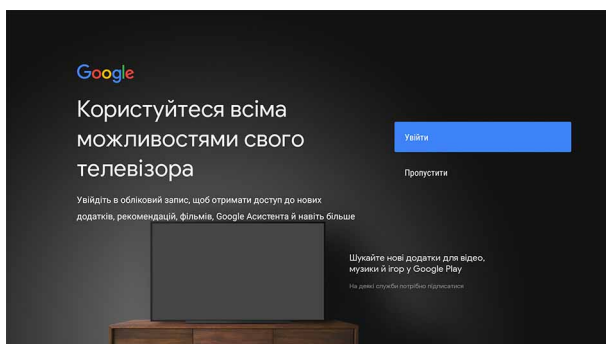 Google
Користуйтеся всіма
можливостями свого
телевізора
Увійдіть в обліковий запис, щоб отримати доступ до нових
додатків, рекомендацій, фільмів, Google Асистента й навіть більше
Увійти
Пропустити
Шукайте нові додатки для відео,
музики й ігор у Google Play
На деякі служби потрібно підписатися